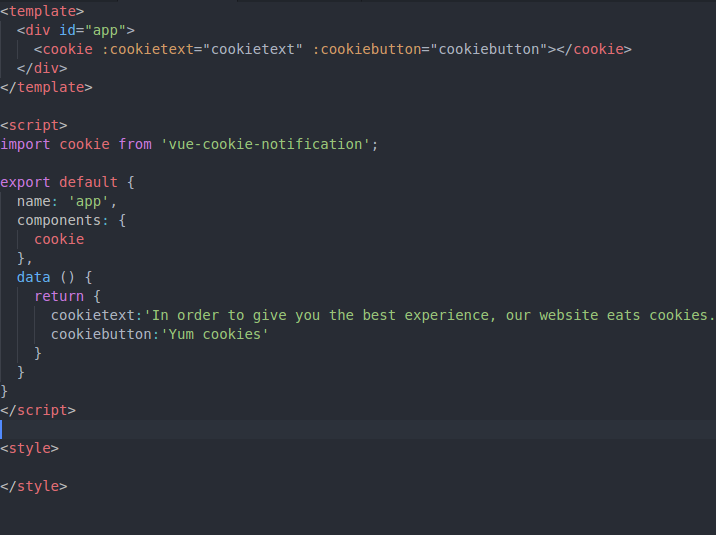 <template>
  <div id="app">
    <cookie :cookietext="cookietext" :cookiebutton="cookiebutton"></cookie>
  </div>
</template>

<script>
import cookie from 'vue-cookie-notification';

export default {
  name: 'app',
  components: {
    cookie
  },
  data () {
    return {
      cookietext:'In order to give you the best experience, our website eats cookies.
      cookiebutton:'Yum cookies'
    }
  }
}
</script>

<style>

</style>